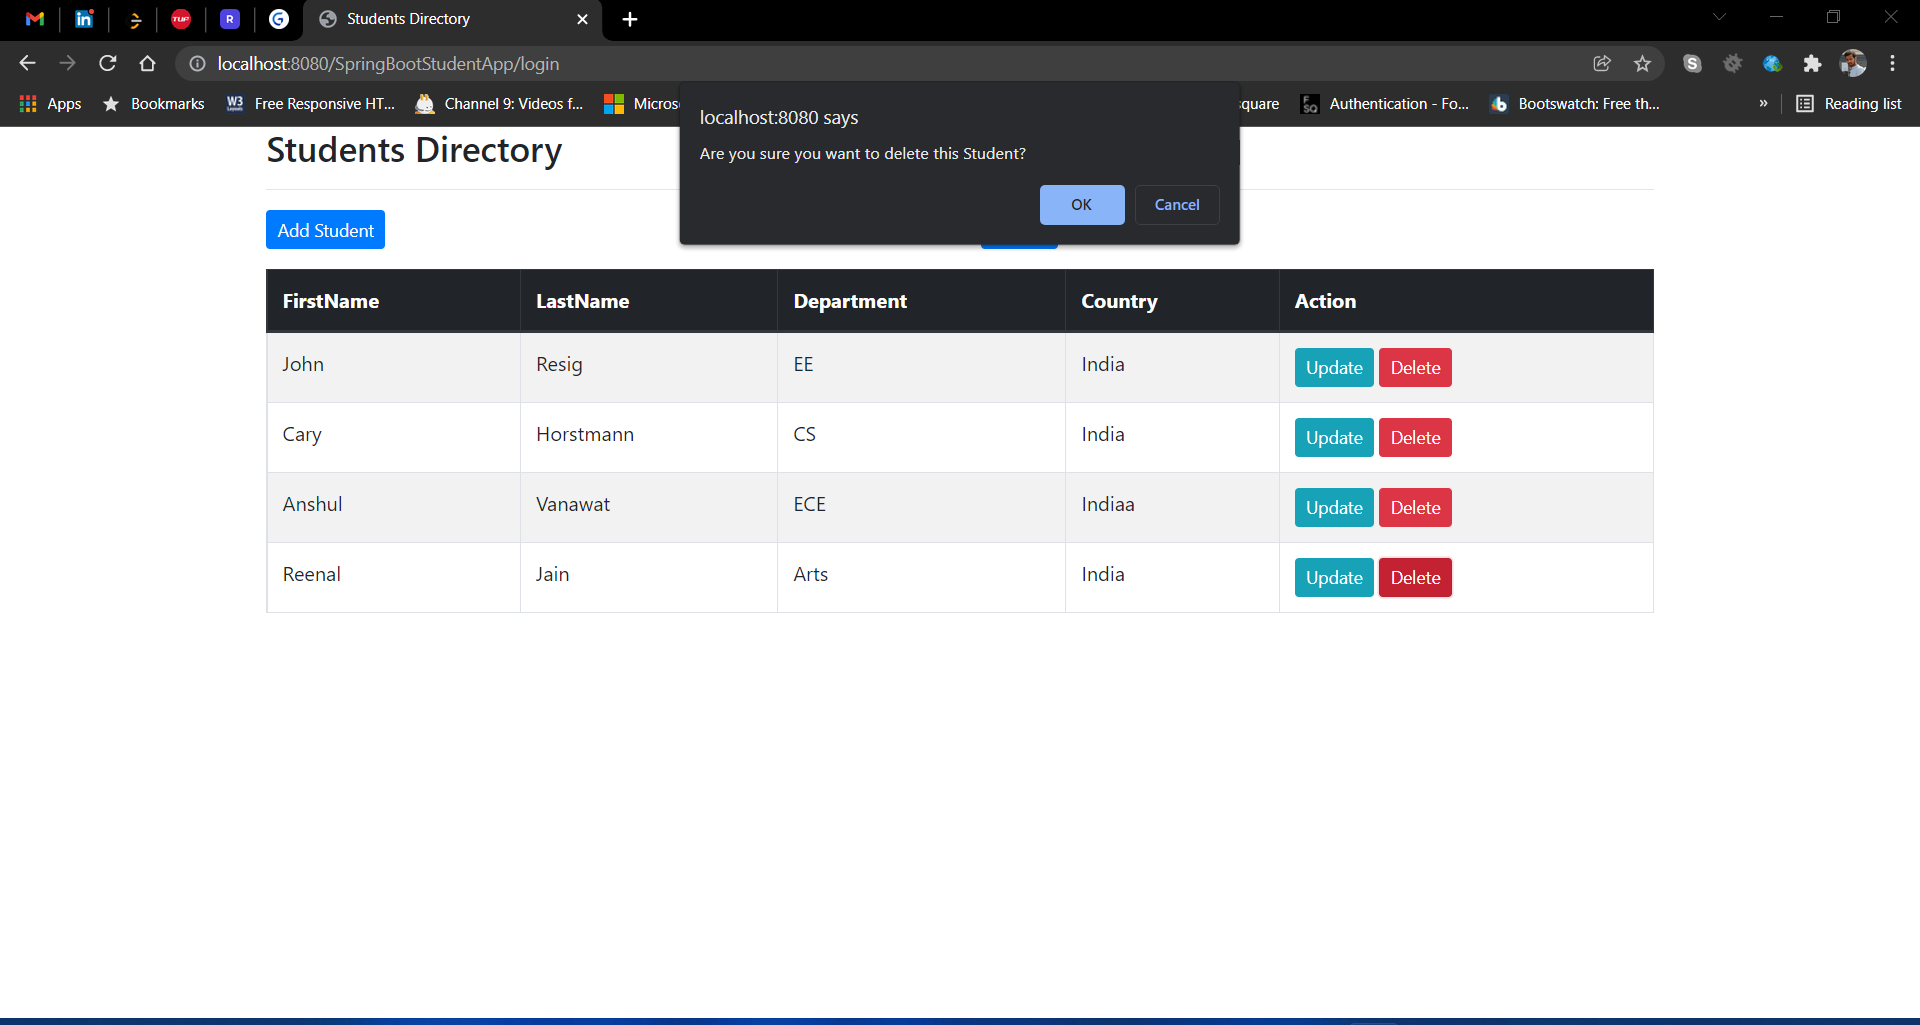 Students Directory
localhost:8080/SpringBootStudentApp/login
Apps Bookmarks Free Responsive HT... Channel 9: Videos f... Authentication - Fo... Bootswatch: Free th... » Reading list
localhost:8080 says
Are you sure you want to delete this Student?
OK Cancel
Students Directory
Add Student
FirstName LastName Department Country Action
John Resig EE India Update Delete
Cary Horstmann CS India Update Delete
Anshul Vanawat ECE Indiaa Update Delete
Reenal Jain Arts India Update Delete